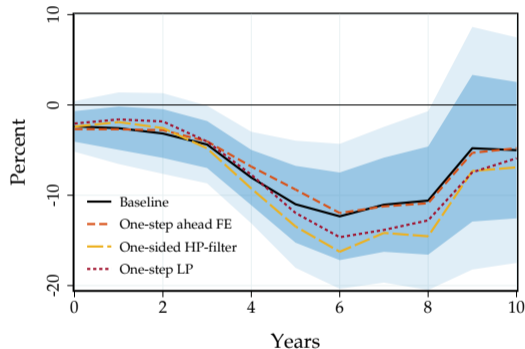 10
0
-10
-20
Percent
Baseline
One-step ahead FE
One-sided HP-filter
One-step LP
0 2 4 6 8 10
Years